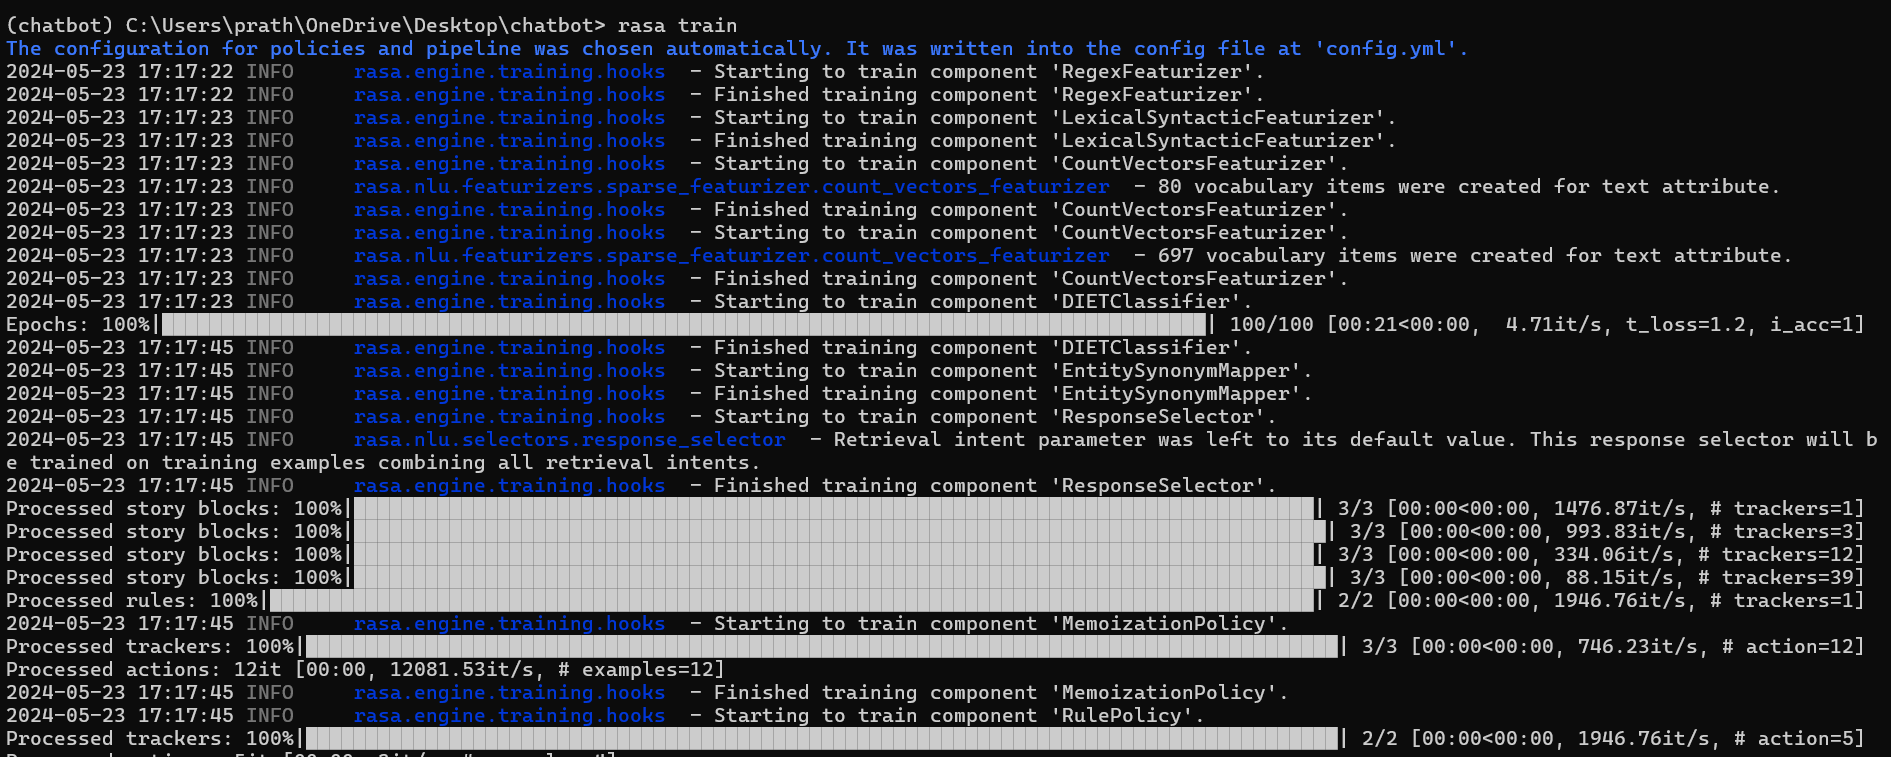 (chatbot) C:\Users\prath\OneDrive\Desktop\chatbot> rasa train
The configuration for policies and pipeline was chosen automatically. It was written into the config file at 'config.yml'.
2024-05-23 17:17:22 INFO     rasa.engine.training.hooks  - Starting to train component 'RegexFeaturizer'.
2024-05-23 17:17:22 INFO     rasa.engine.training.hooks  - Finished training component 'RegexFeaturizer'.
2024-05-23 17:17:23 INFO     rasa.engine.training.hooks  - Starting to train component 'LexicalSyntacticFeaturizer'.
2024-05-23 17:17:23 INFO     rasa.engine.training.hooks  - Finished training component 'LexicalSyntacticFeaturizer'.
2024-05-23 17:17:23 INFO     rasa.engine.training.hooks  - Starting to train component 'CountVectorsFeaturizer'.
2024-05-23 17:17:23 INFO     rasa.nlu.featurizers.sparse_featurizer.count_vectors_featurizer  - 80 vocabulary items were created for text attribute.
2024-05-23 17:17:23 INFO     rasa.engine.training.hooks  - Finished training component 'CountVectorsFeaturizer'.
2024-05-23 17:17:23 INFO     rasa.engine.training.hooks  - Starting to train component 'CountVectorsFeaturizer'.
2024-05-23 17:17:23 INFO     rasa.nlu.featurizers.sparse_featurizer.count_vectors_featurizer  - 697 vocabulary items were created for text attribute.
2024-05-23 17:17:23 INFO     rasa.engine.training.hooks  - Finished training component 'CountVectorsFeaturizer'.
2024-05-23 17:17:23 INFO     rasa.engine.training.hooks  - Starting to train component 'DIETClassifier'.
Epochs: 100%| | 100/100 [00:21<00:00,  4.71it/s, t_loss=1.2, i_acc=1]
2024-05-23 17:17:45 INFO     rasa.engine.training.hooks  - Finished training component 'DIETClassifier'.
2024-05-23 17:17:45 INFO     rasa.engine.training.hooks  - Starting to train component 'EntitySynonymMapper'.
2024-05-23 17:17:45 INFO     rasa.engine.training.hooks  - Finished training component 'EntitySynonymMapper'.
2024-05-23 17:17:45 INFO     rasa.engine.training.hooks  - Starting to train component 'ResponseSelector'.
2024-05-23 17:17:45 INFO     rasa.nlu.selectors.response_selector  - Retrieval intent parameter was left to its default value. This response selector will b
e trained on training examples combining all retrieval intents.
2024-05-23 17:17:45 INFO     rasa.engine.training.hooks  - Finished training component 'ResponseSelector'.
Processed story blocks: 100%| | 3/3 [00:00<00:00, 1476.87it/s, # trackers=1]
Processed story blocks: 100%| | 3/3 [00:00<00:00, 993.83it/s, # trackers=3]
Processed story blocks: 100%| | 3/3 [00:00<00:00, 334.06it/s, # trackers=12]
Processed story blocks: 100%| | 3/3 [00:00<00:00, 88.15it/s, # trackers=39]
Processed rules: 100%| | 2/2 [00:00<00:00, 1946.76it/s, # trackers=1]
2024-05-23 17:17:45 INFO     rasa.engine.training.hooks  - Starting to train component 'MemoizationPolicy'.
Processed trackers: 100%| | 3/3 [00:00<00:00, 746.23it/s, # action=12]
Processed actions: 12it [00:00, 12081.53it/s, # examples=12]
2024-05-23 17:17:45 INFO     rasa.engine.training.hooks  - Finished training component 'MemoizationPolicy'.
2024-05-23 17:17:45 INFO     rasa.engine.training.hooks  - Starting to train component 'RulePolicy'.
Processed trackers: 100%| | 2/2 [00:00<00:00, 1946.76it/s, # action=5]